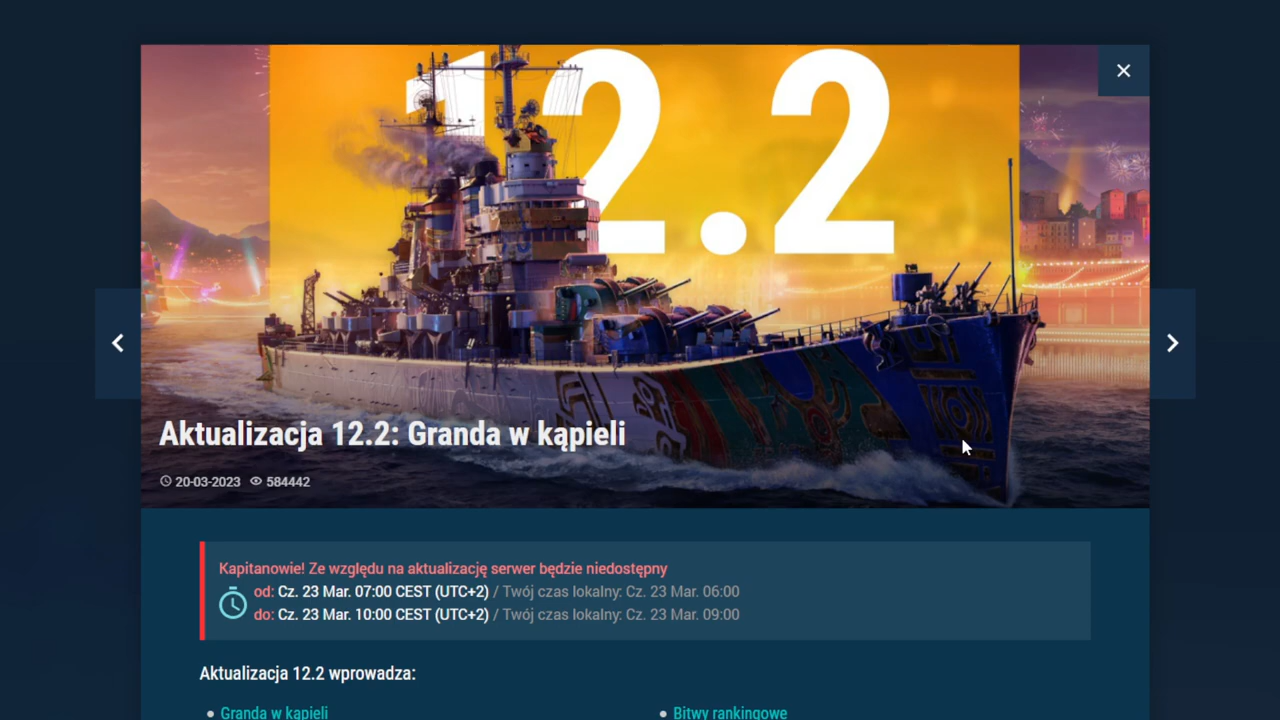 12.2
Aktualizacja 12.2: Granda w kąpieli
20-03-2023 584442
Kapitanowie! Ze względu na aktualizację serwer będzie niedostępny
od: Cz. 23 Mar. 07:00 CEST (UTC+2) / Twój czas lokalny: Cz. 23 Mar. 06:00
do: Cz. 23 Mar. 10:00 CEST (UTC+2) / Twój czas lokalny: Cz. 23 Mar. 09:00
Aktualizacja 12.2 wprowadza:
• Granda w kąpieli
• Bitwy rankingowe